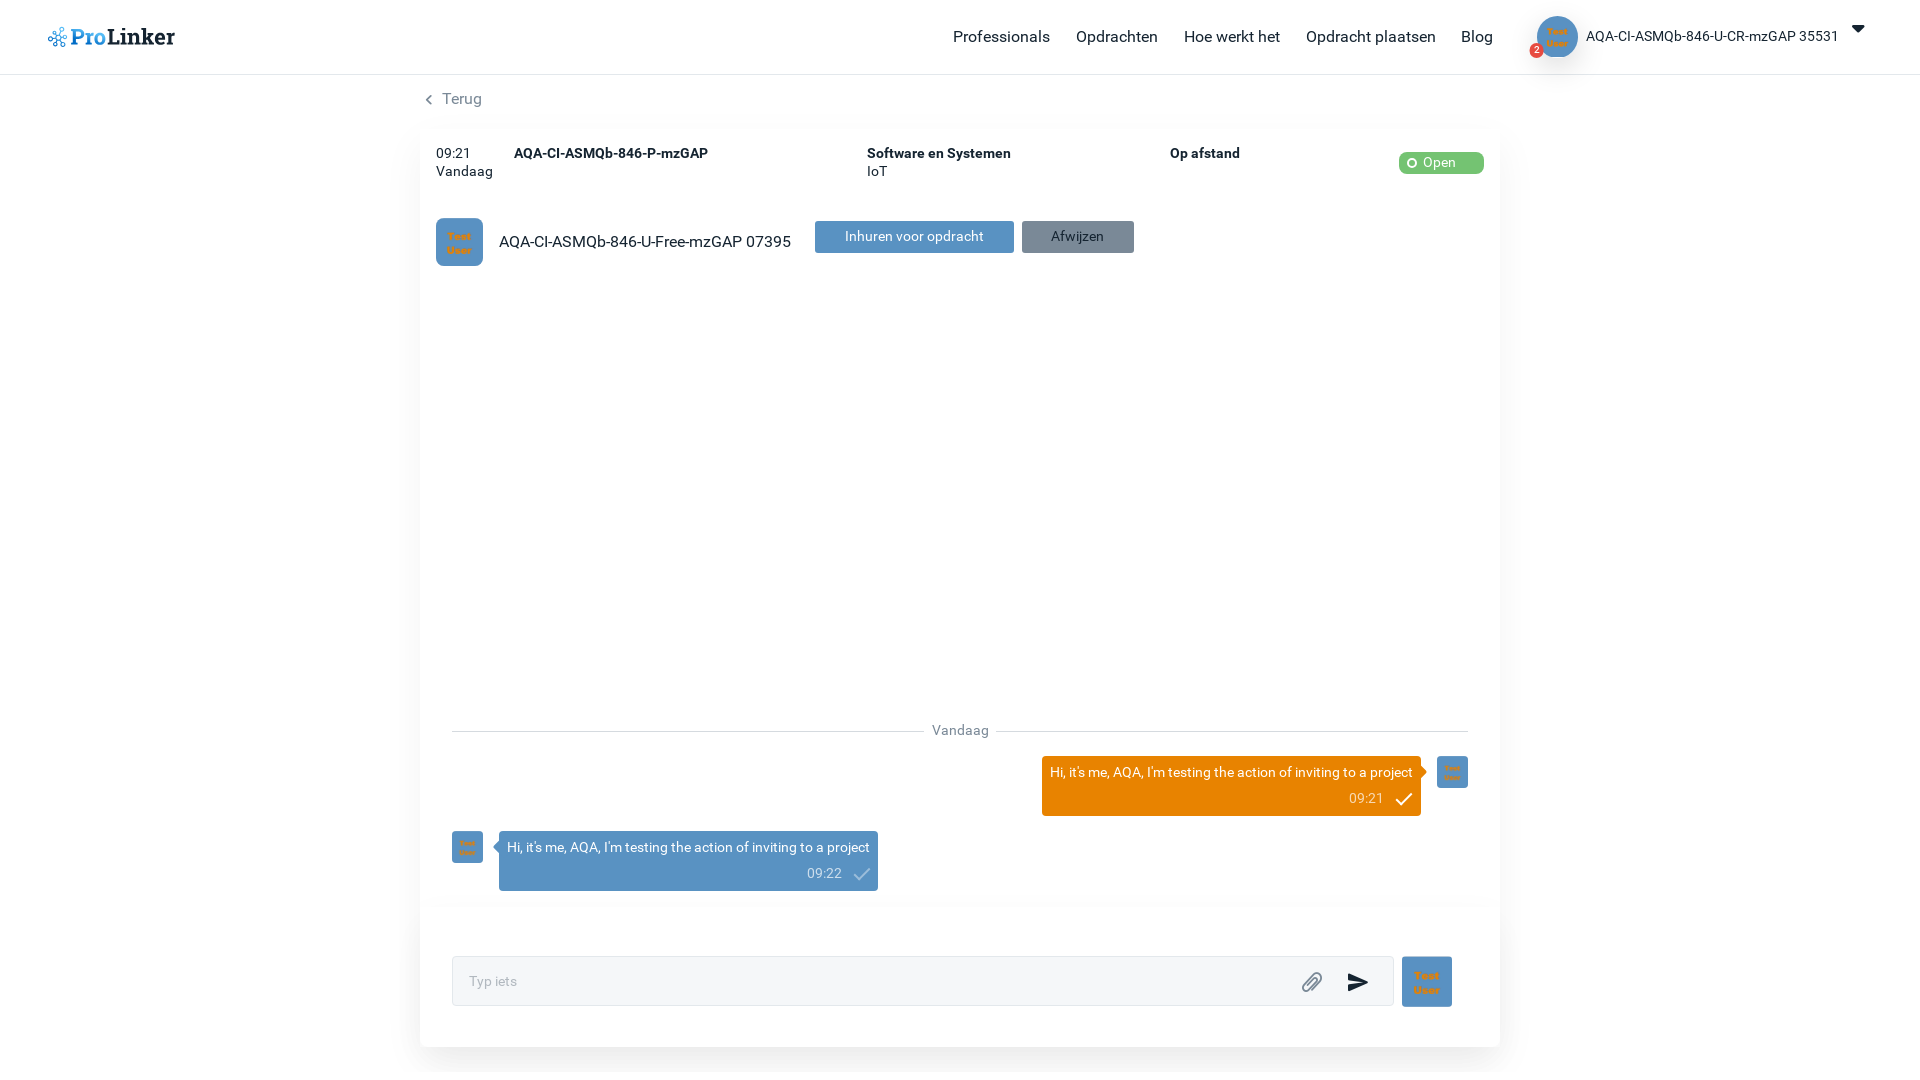 ProLinker
Professionals
Opdrachten
Hoe werkt het
Opdracht plaatsen
Blog
Test
User
2
AQA-CI-ASMQb-846-U-CR-mzGAP 35531
Terug
09:21
Vandaag
AQA-CI-ASMQb-846-P-mzGAP
Software en Systemen
IoT
Op afstand
Open
Test
User
AQA-CI-ASMQb-846-U-Free-mzGAP 07395
Inhuren voor opdracht
Afwijzen
Vandaag
Hi, it's me, AQA, I'm testing the action of inviting to a project
09:21
Test
User
Test
User
Hi, it's me, AQA, I'm testing the action of inviting to a project
09:22
Typ iets
Test
User